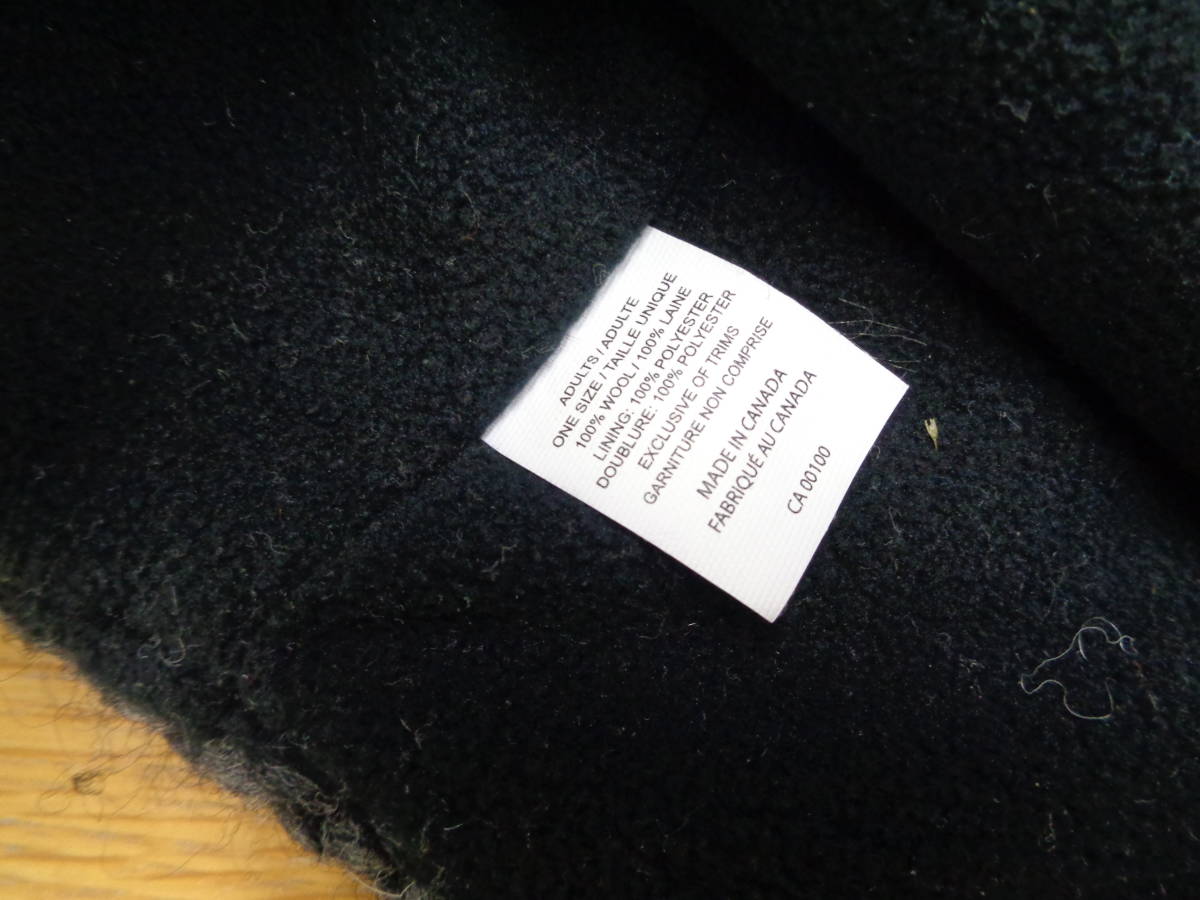 ADULTS / ADULTE
ONE SIZE / TAILLE UNIQUE
100% WOOL / 100% LAINE
LINING: 100% POLYESTER
DOUBLURE: 100% POLYESTER
EXCLUSIVE OF TRIMS
GARNITURE NON COMPRISE
MADE IN CANADA
FABRIQUÉ AU CANADA
CA 00100